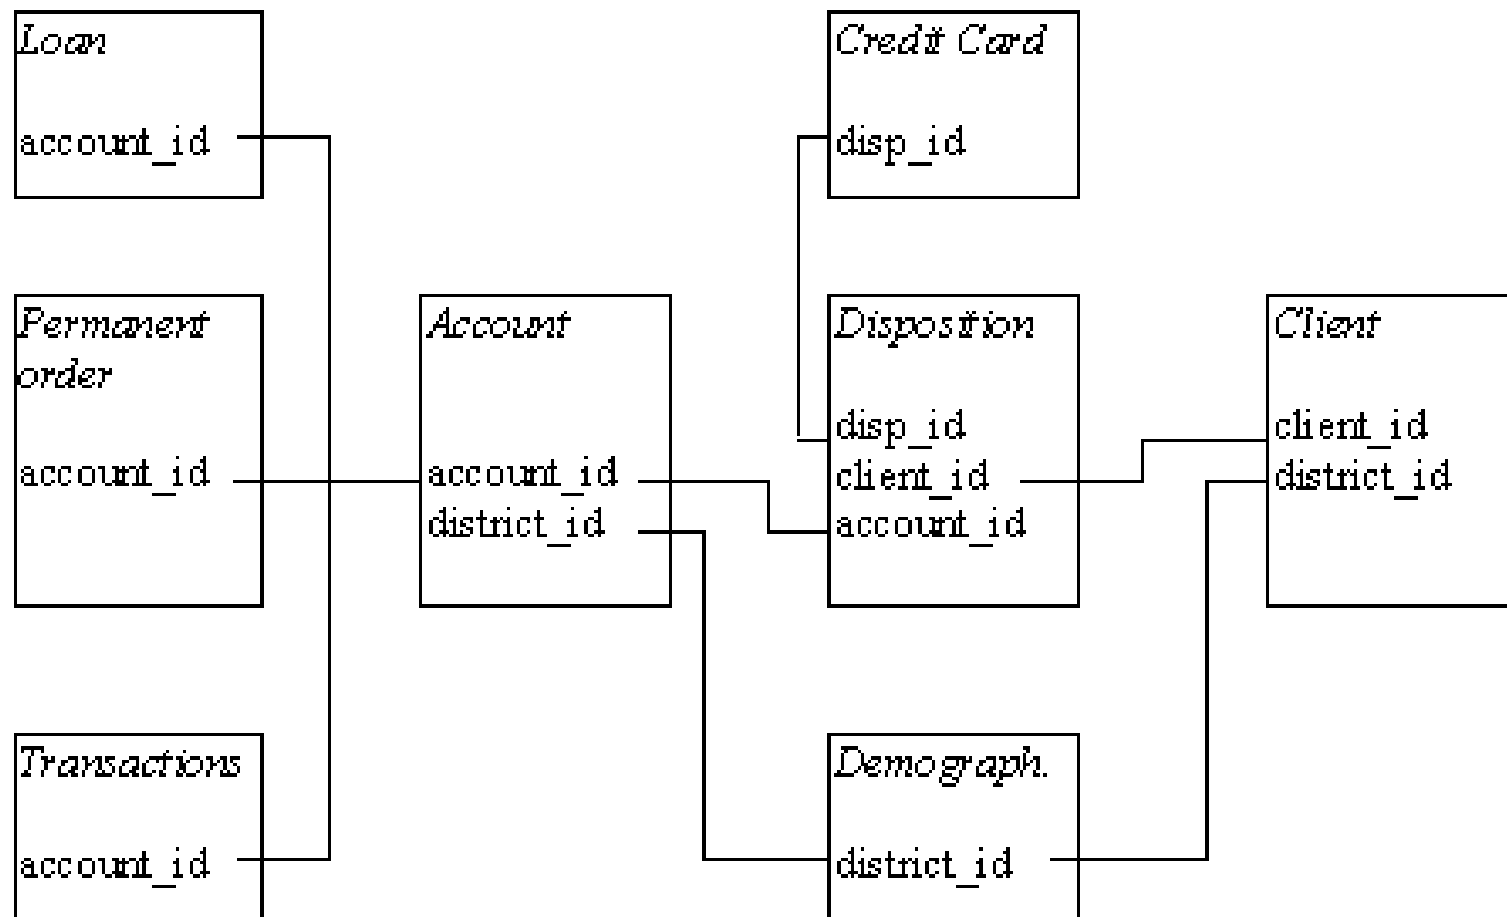 Loan
account_id
Credit Card
disp_id
Permanent
order
account_id
Account
account_id
district_id
Disposition
disp_id
client_id
account_id
Client
client_id
district_id
Transactions
account_id
Demograph.
district_id